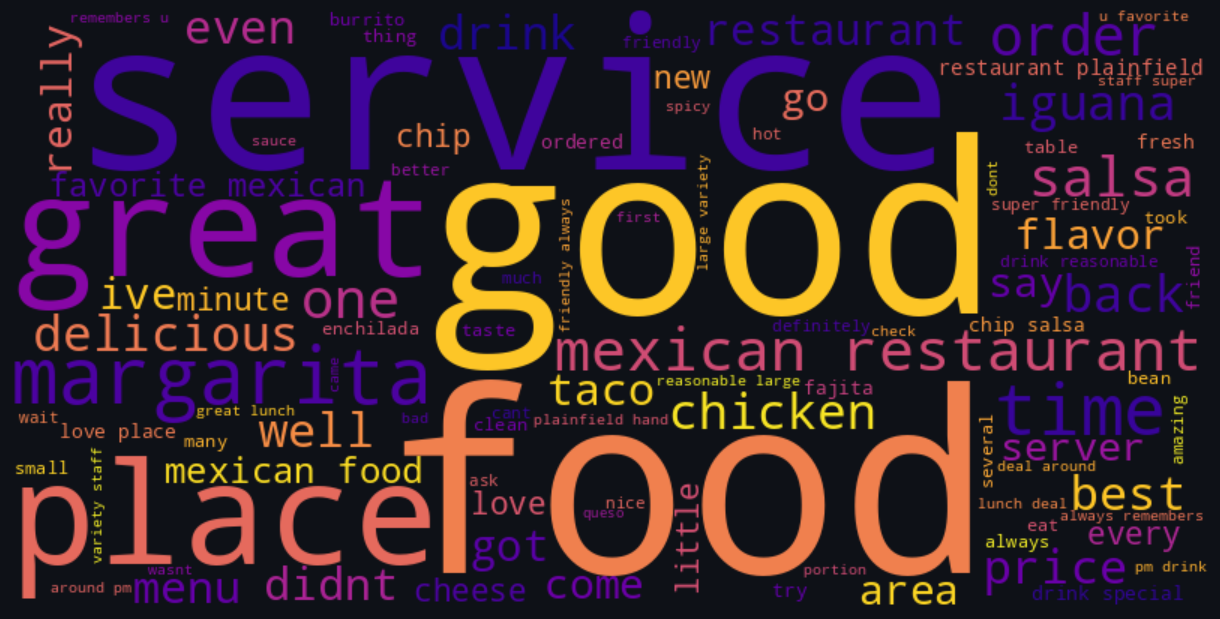 remembers u
even
burrito
thing
drink
friendly
restaurant
order
u favorite
really
service
new
go
restaurant plainfield
staff super
spicy
iguana
sauce
chip
ordered
hot
table
fresh
better
favorite mexican
great
good
first
large variety
dont
salsa
super friendly
took
flavor
friendly always
much
drink reasonable
friend
ive
minute
one
say
back
delicious
enchilada
taste
definitely
check
chip salsa
mexican restaurant
margarita
came
taco
reasonable large
fajita
bean
chicken
time
great lunch
bad
cant
clean
plainfield hand
wait
love place
many
well
food
several
server
amazing
small
variety staff
mexican food
deal around
place
ask
love
nice
queso
little
lunch deal
best
always remembers
eat
every
always
got
wasnt
around pm
menu
didnt
cheese
come
portion
try
area
price
pm drink
drink special